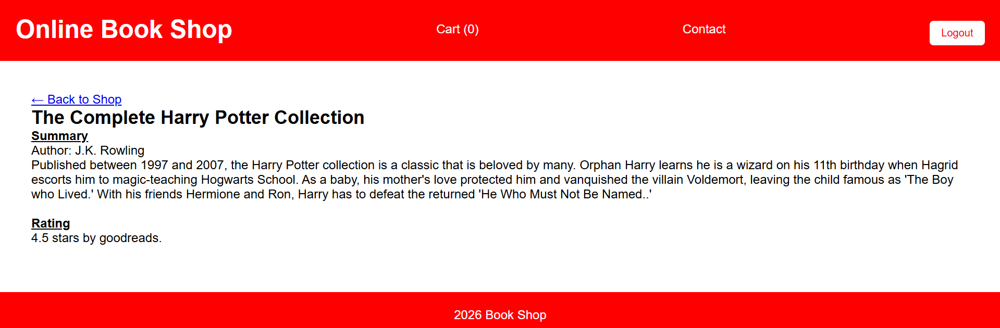 Online Book Shop
Cart (0)
Contact
Logout
← Back to Shop
The Complete Harry Potter Collection
Summary
Author: J.K. Rowling
Published between 1997 and 2007, the Harry Potter collection is a classic that is beloved by many. Orphan Harry learns he is a wizard on his 11th birthday when Hagrid
escorts him to magic-teaching Hogwarts School. As a baby, his mother's love protected him and vanquished the villain Voldemort, leaving the child famous as 'The Boy
who Lived.' With his friends Hermione and Ron, Harry has to defeat the returned 'He Who Must Not Be Named..'
Rating
4.5 stars by goodreads.
2026 Book Shop